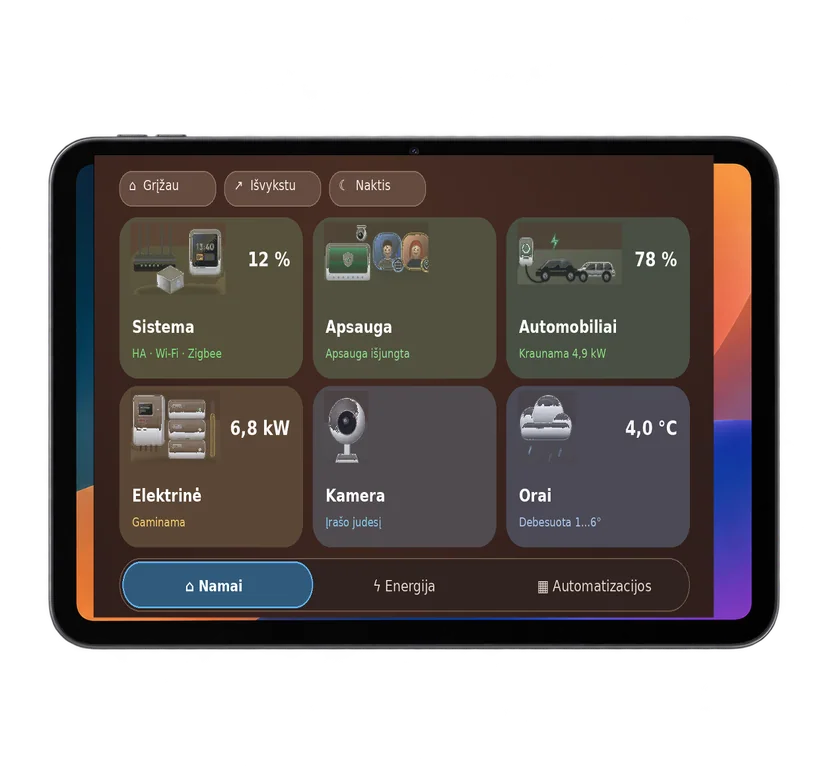 ⌂ Grįžau
↗ Išvykstu
☾ Naktis
13:40
12 %
Sistema
HA · Wi-Fi · Zigbee
Apsauga
Apsauga išjungta
78 %
Automobiliai
Kraunama 4,9 kW
6,8 kW
Elektrinė
Gaminama
Kamera
Įrašo judesį
4,0 °C
Orai
Debesuota 1...6°
⌂ Namai
ϟ Energija
▦ Automatizacijos